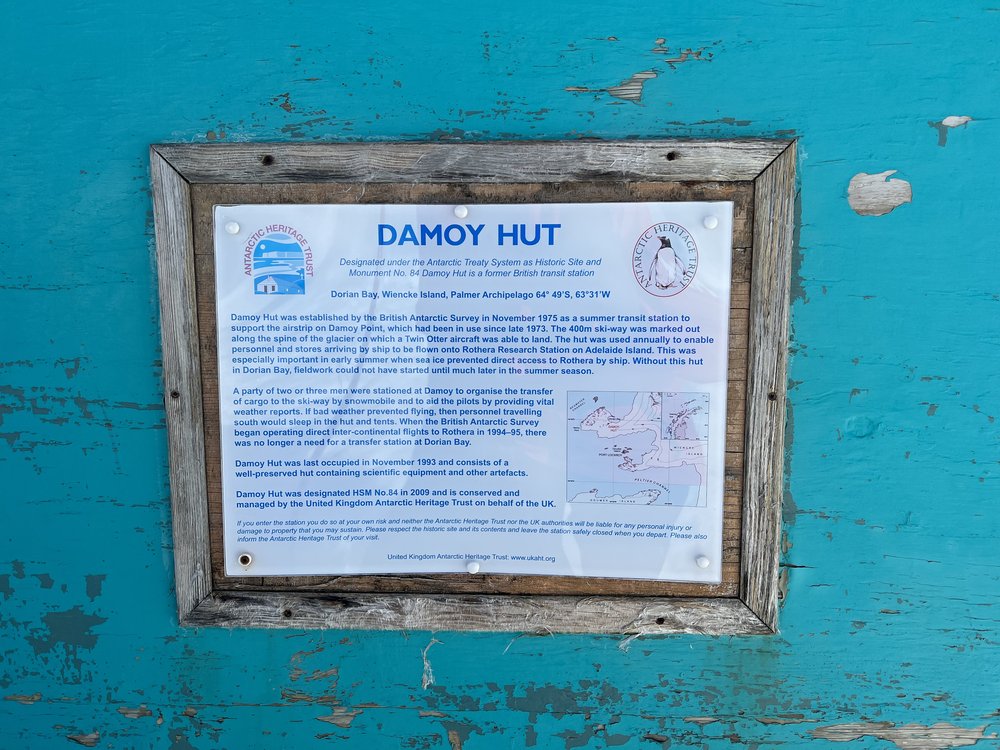 ANTARCTIC HERITAGE TRUST
DAMOY HUT
ANTARCTIC HERITAGE TRUST
Designated under the Antarctic Treaty System as Historic Site and
Monument No. 84 Damoy Hut is a former British transit station
Dorian Bay, Wiencke Island, Palmer Archipelago 64° 49'S, 63°31'W
Damoy Hut was established by the British Antarctic Survey in November 1975 as a summer transit station to
support the airstrip on Damoy Point, which had been in use since late 1973. The 400m ski-way was marked out
along the spine of the glacier on which a Twin Otter aircraft was able to land. The hut was used annually to enable
personnel and stores arriving by ship to be flown onto Rothera Research Station on Adelaide Island. This was
especially important in early summer when sea ice prevented direct access to Rothera by ship. Without this hut
in Dorian Bay, fieldwork could not have started until much later in the summer season.
A party of two or three men were stationed at Damoy to organise the transfer
of cargo to the ski-way by snowmobile and to aid the pilots by providing vital
weather reports. If bad weather prevented flying, then personnel travelling
south would sleep in the hut and tents. When the British Antarctic Survey
began operating direct inter-continental flights to Rothera in 1994–95, there
was no longer a need for a transfer station at Dorian Bay.
Damoy Hut was last occupied in November 1993 and consists of a
well-preserved hut containing scientific equipment and other artefacts.
Damoy Hut was designated HSM No.84 in 2009 and is conserved and
managed by the United Kingdom Antarctic Heritage Trust on behalf of the UK.
WIENCKE
ISLAND
PORT LOCKROY
PELTIER CHANNEL
DOUMER ISLAND
If you enter the station you do so at your own risk and neither the Antarctic Heritage Trust nor the UK authorities will be liable for any personal injury or
damage to property that you may sustain. Please respect the historic site and its contents and leave the station safely closed when you depart. Please also
inform the Antarctic Heritage Trust of your visit.
United Kingdom Antarctic Heritage Trust: www.ukaht.org